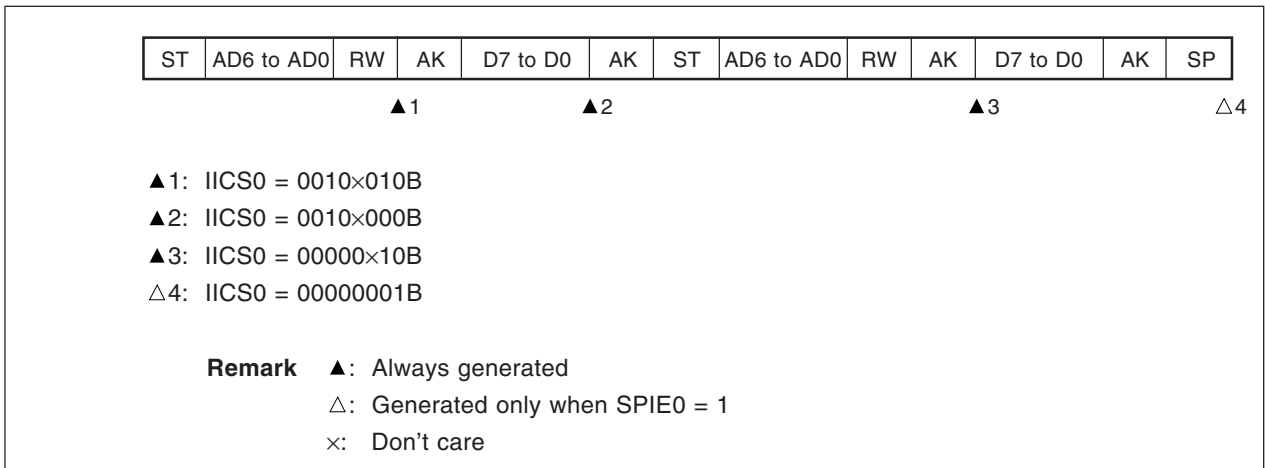 ST AD6 to AD0 RW AK D7 to D0 AK ST AD6 to AD0 RW AK D7 to D0 AK SP
▲1 ▲2 ▲3 △4
▲1: IICS0 = 0010×010B
▲2: IICS0 = 0010×000B
▲3: IICS0 = 00000×10B
△4: IICS0 = 00000001B
Remark ▲: Always generated
△: Generated only when SPIE0 = 1
×: Don't care